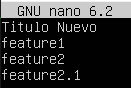 GNU nano 6.2
Titulo Nuevo
feature1
feature2
feature2.1